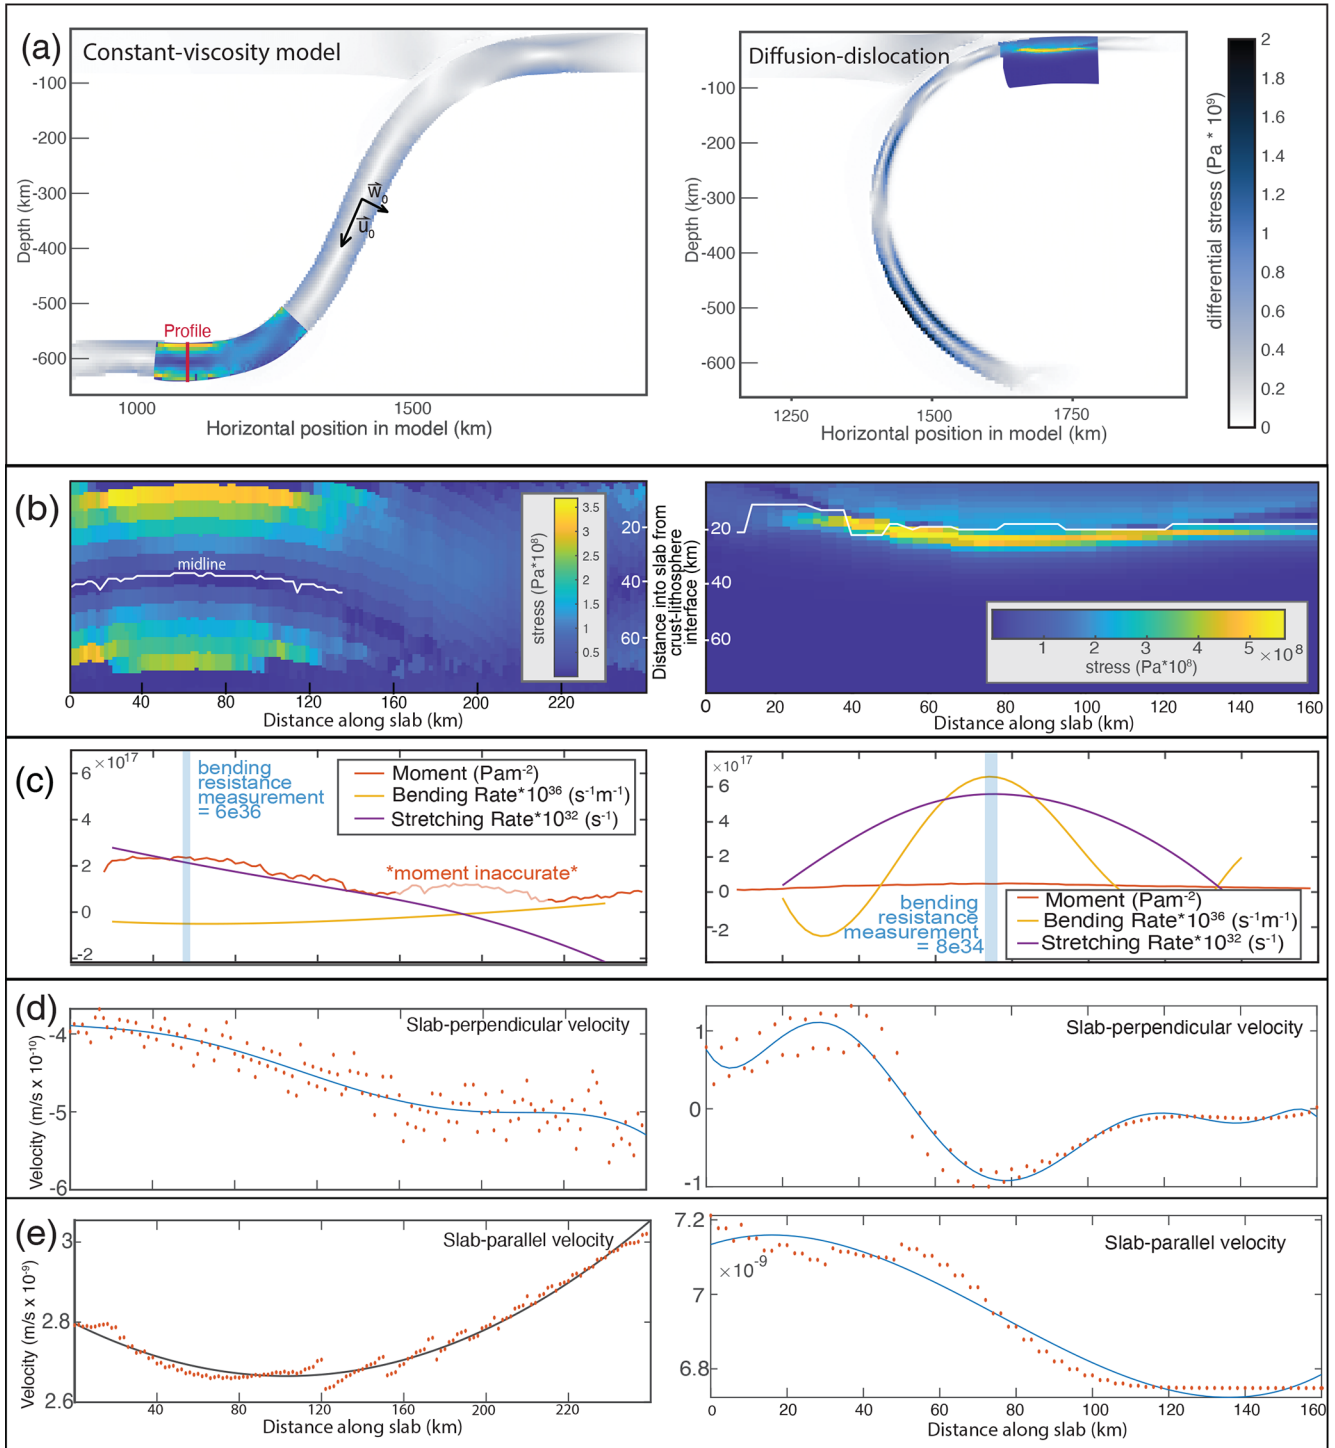 (a)
Constant-viscosity model
-100
-200
-300
-400
-500
-600
Depth (km)
w₀
u₀
Profile
1000
1500
Horizontal position in model (km)
Diffusion-dislocation
-100
-200
-300
-400
-500
-600
Depth (km)
1250
1500
1750
Horizontal position in model (km)
differential stress (Pa * 10⁹)
2
1.8
1.6
1.4
1.2
1
0.8
0.6
0.4
0.2
0
(b)
midline
stress (Pa*10⁸)
3.5
3
2.5
2
1.5
1
0.5
20
40
60
Distance into slab from
crust-lithosphere
interface (km)
0
40
80
120
160
200
220
Distance along slab (km)
20
40
60
1
2
3
4
5
×10⁸
stress (Pa*10⁸)
0
20
40
60
80
100
120
160
Distance along slab (km)
(c)
×10¹⁷
6
4
2
0
-2
bending
resistance
measurement
= 6e36
Moment (Pam⁻²)
Bending Rate*10³⁶ (s⁻¹m⁻¹)
Stretching Rate*10³² (s⁻¹)
*moment inaccurate*
×10¹⁷
6
4
2
0
-2
bending
resistance
measurement
= 8e34
Moment (Pam⁻²)
Bending Rate*10³⁶ (s⁻¹m⁻¹)
Stretching Rate*10³² (s⁻¹)
(d)
Slab-perpendicular velocity
-4
-5
-6
Velocity (m/s x 10⁻¹⁰)
Slab-perpendicular velocity
1
0
-1
(e)
Slab-parallel velocity
3
2.8
2.6
Velocity (m/s x 10⁻⁹)
40
80
120
160
200
220
Distance along slab (km)
Slab-parallel velocity
7.2
×10⁻⁹
7
6.8
0
20
40
60
80
100
120
140
160
Distance along slab (km)